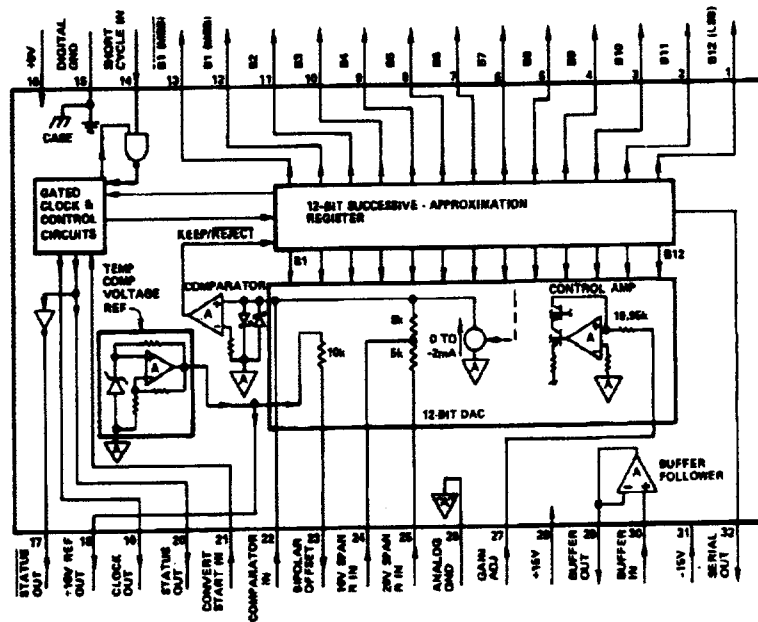 +5V
DIGITAL GND
SHORT CYCLE IN
B1 (MSB)
B1 (MSB)
B2
B3
B4
B5
B6
B7
B8
B9
B10
B11
B12 (LSB)
16
15
14
13
12
11
10
9
8
7
6
5
4
3
2
1
CASE
GATED CLOCK & CONTROL CIRCUITS
12-BIT SUCCESSIVE - APPROXIMATION REGISTER
KEEP/REJECT
B1
B12
TEMP COMP VOLTAGE REF
COMPARATOR
CONTROL AMP
A
A
A
A
A
A
A
10k
5k
5k
0 TO -2mA
18.95k
12-BIT DAC
BUFFER FOLLOWER
A
17
18
19
20
21
22
23
24
25
26
27
28
29
30
31
32
STATUS OUT
+10V REF OUT
CLOCK OUT
STATUS OUT
CONVERT START IN
COMPARATOR IN
BIPOLAR OFFSET
10V SPAN R IN
20V SPAN R IN
ANALOG GND
GAIN ADJ
+15V
BUFFER OUT
BUFFER IN
-15V
SERIAL OUT